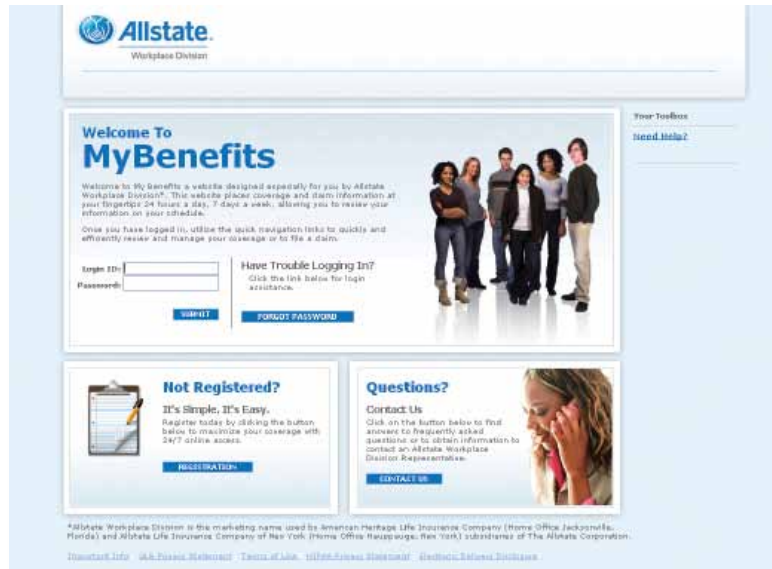 Allstate.
Workplace Division
Your Toolbox
Need Help?
Welcome To
MyBenefits
Welcome to My Benefits a website designed especially for you by Allstate
Workplace Division*. This website places coverage and claim information at
your fingertips 24 hours a day, 7 days a week, allowing you to review your
information on your schedule.
Once you have logged in, utilize the quick navigation links to quickly and
efficiently review and manage your coverage or to file a claim.
Login ID:
Password:
SUBMIT
Have Trouble Logging In?
Click the link below for login
assistance.
FORGOT PASSWORD
Not Registered?
It's Simple, It's Easy.
Register today by clicking the button
below to maximize your coverage with
24/7 online access.
REGISTRATION
Questions?
Contact Us
Click on the button below to find
answers to frequently asked
questions or to obtain information to
contact an Allstate Workplace
Division Representative.
CONTACT US
*Allstate Workplace Division is the marketing name used by American Heritage Life Insurance Company (Home Office Jacksonville,
Florida) and Allstate Life Insurance Company of New York (Home Office Hauppauge, New York) subsidiaries of The Allstate Corporation.
Important Info GLB Privacy Statement Terms of Use HIPAA Privacy Statement Electronic Delivery Disclosure